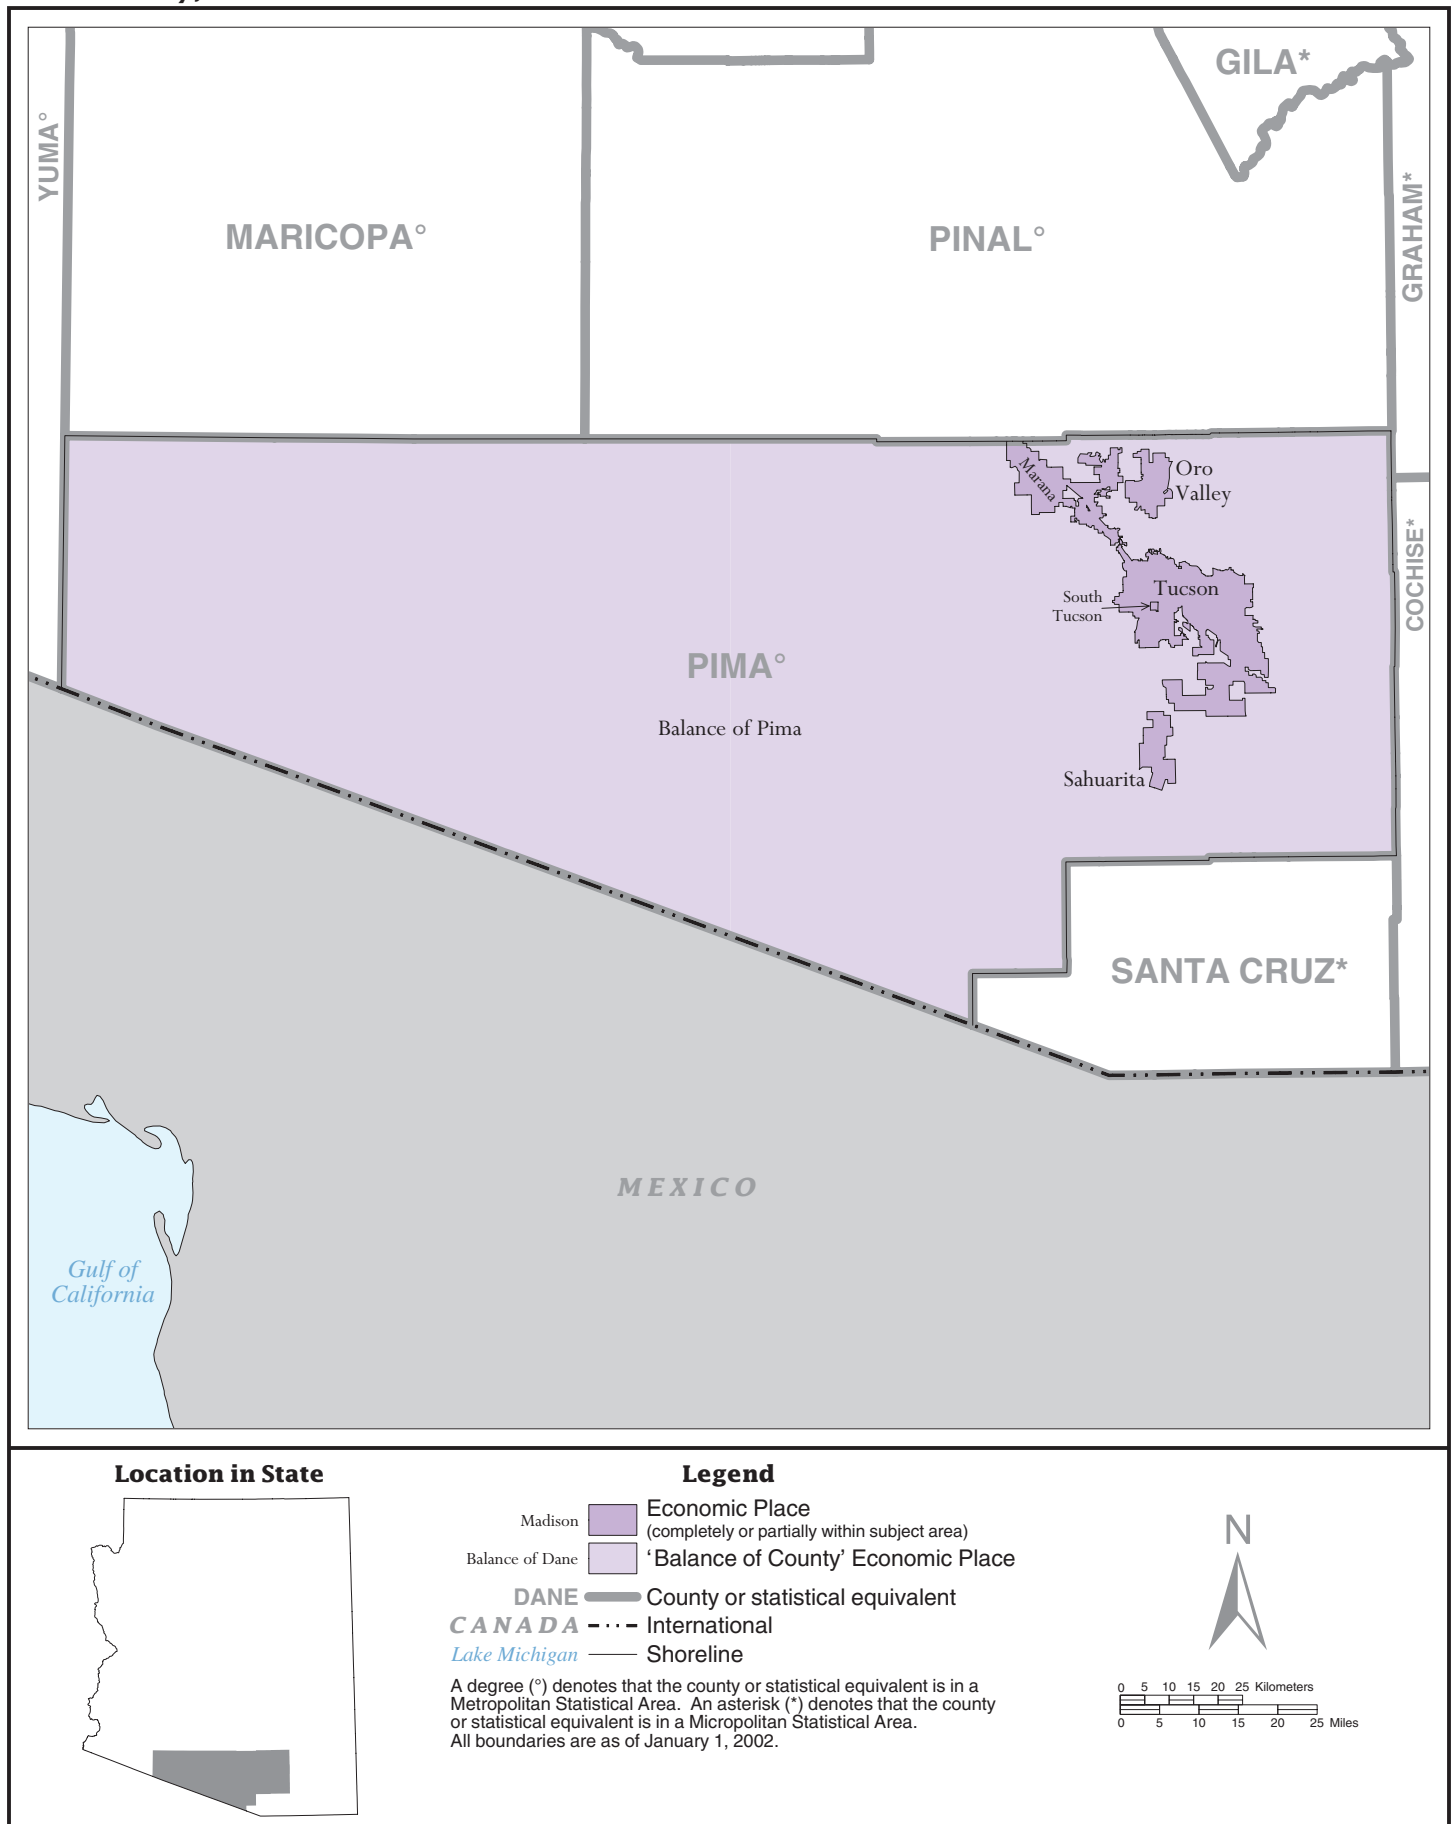 GILA*
YUMA°
GRAHAM*
MARICOPA°
PINAL°
Marana
Oro
Valley
COCHISE*
Tucson
South
Tucson
PIMA°
Balance of Pima
Sahuarita
SANTA CRUZ*
MEXICO
Gulf of
California
Location in State
Legend
Madison
Economic Place
(completely or partially within subject area)
Balance of Dane
‘Balance of County’ Economic Place
DANE
County or statistical equivalent
CANADA
International
Lake Michigan
Shoreline
A degree (°) denotes that the county or statistical equivalent is in a
Metropolitan Statistical Area. An asterisk (*) denotes that the county
or statistical equivalent is in a Micropolitan Statistical Area.
All boundaries are as of January 1, 2002.
N
0 5 10 15 20 25 Kilometers
0 5 10 15 20 25 Miles